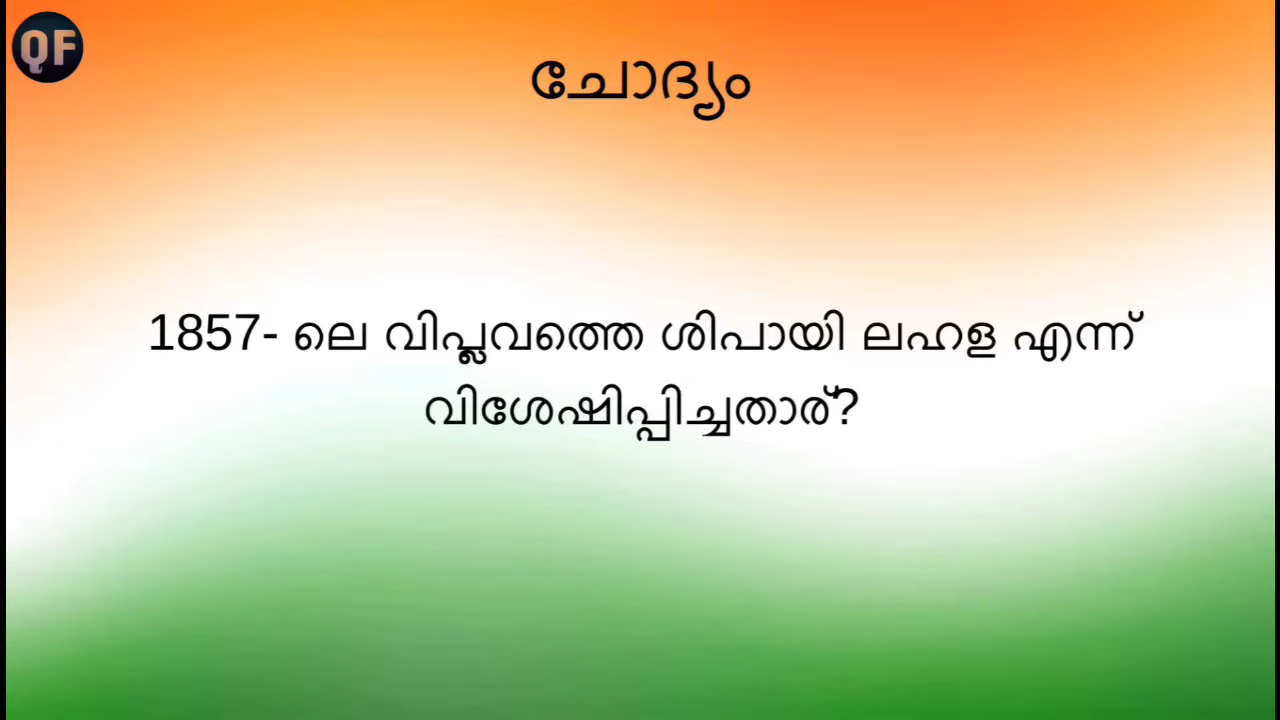 QF
ചോദ്യം
1857- ലെ വിപ്ലവത്തെ ശിപായി ലഹള എന്ന്
വിശേഷിപ്പിച്ചതാര്?